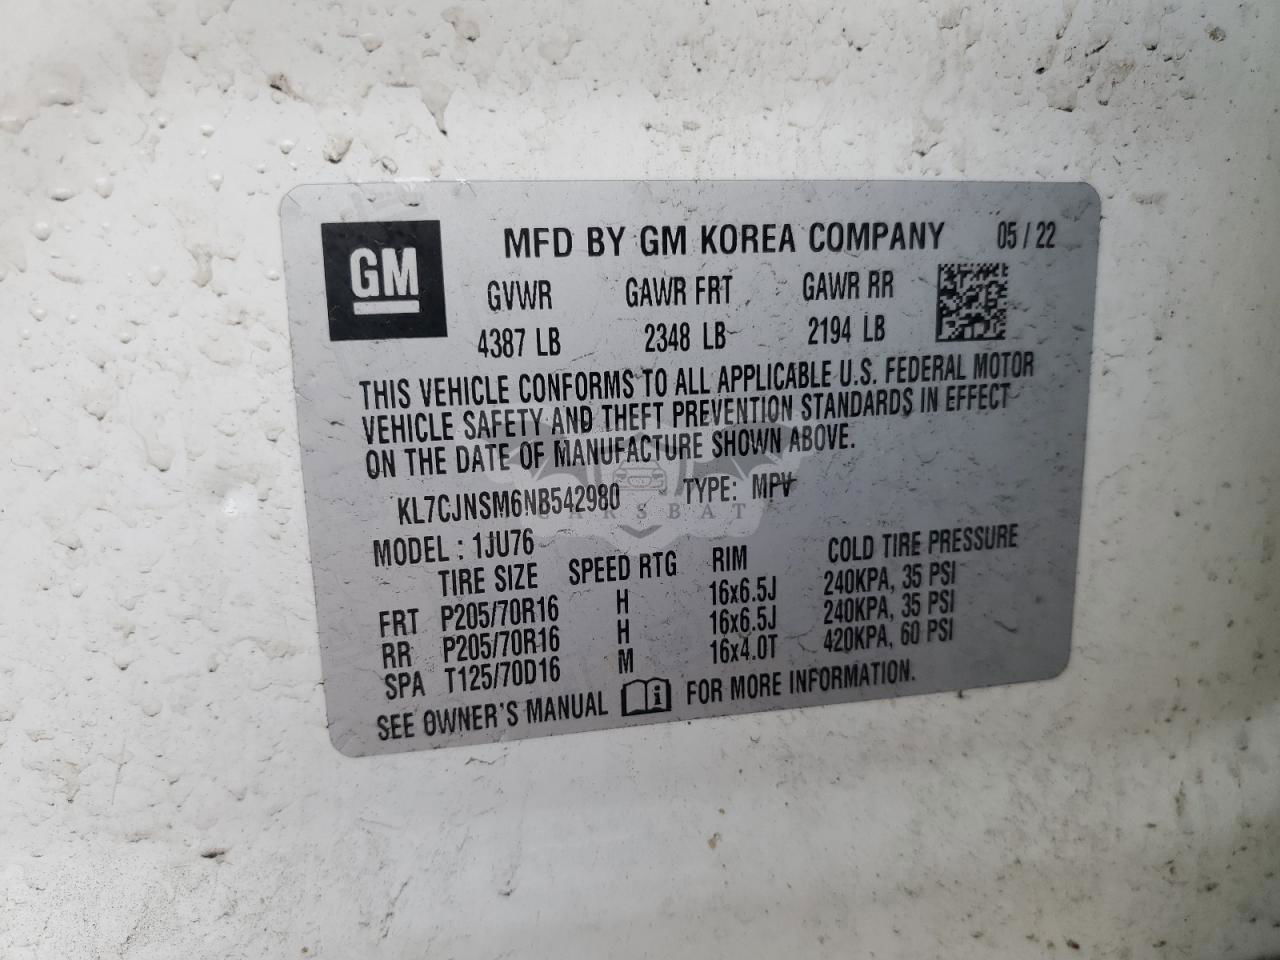 GM
MFD BY GM KOREA COMPANY 05 / 22
GVWR GAWR FRT GAWR RR
4387 LB 2348 LB 2194 LB
THIS VEHICLE CONFORMS TO ALL APPLICABLE U.S. FEDERAL MOTOR
VEHICLE SAFETY AND THEFT PREVENTION STANDARDS IN EFFECT
ON THE DATE OF MANUFACTURE SHOWN ABOVE.
KL7CJNSM6NB542980 TYPE: MPV
CARSBAT
MODEL : 1JU76
TIRE SIZE SPEED RTG RIM COLD TIRE PRESSURE
FRT P205/70R16 H 16x6.5J 240KPA, 35 PSI
RR P205/70R16 H 16x6.5J 240KPA, 35 PSI
SPA T125/70D16 M 16x4.0T 420KPA, 60 PSI
SEE OWNER'S MANUAL FOR MORE INFORMATION.